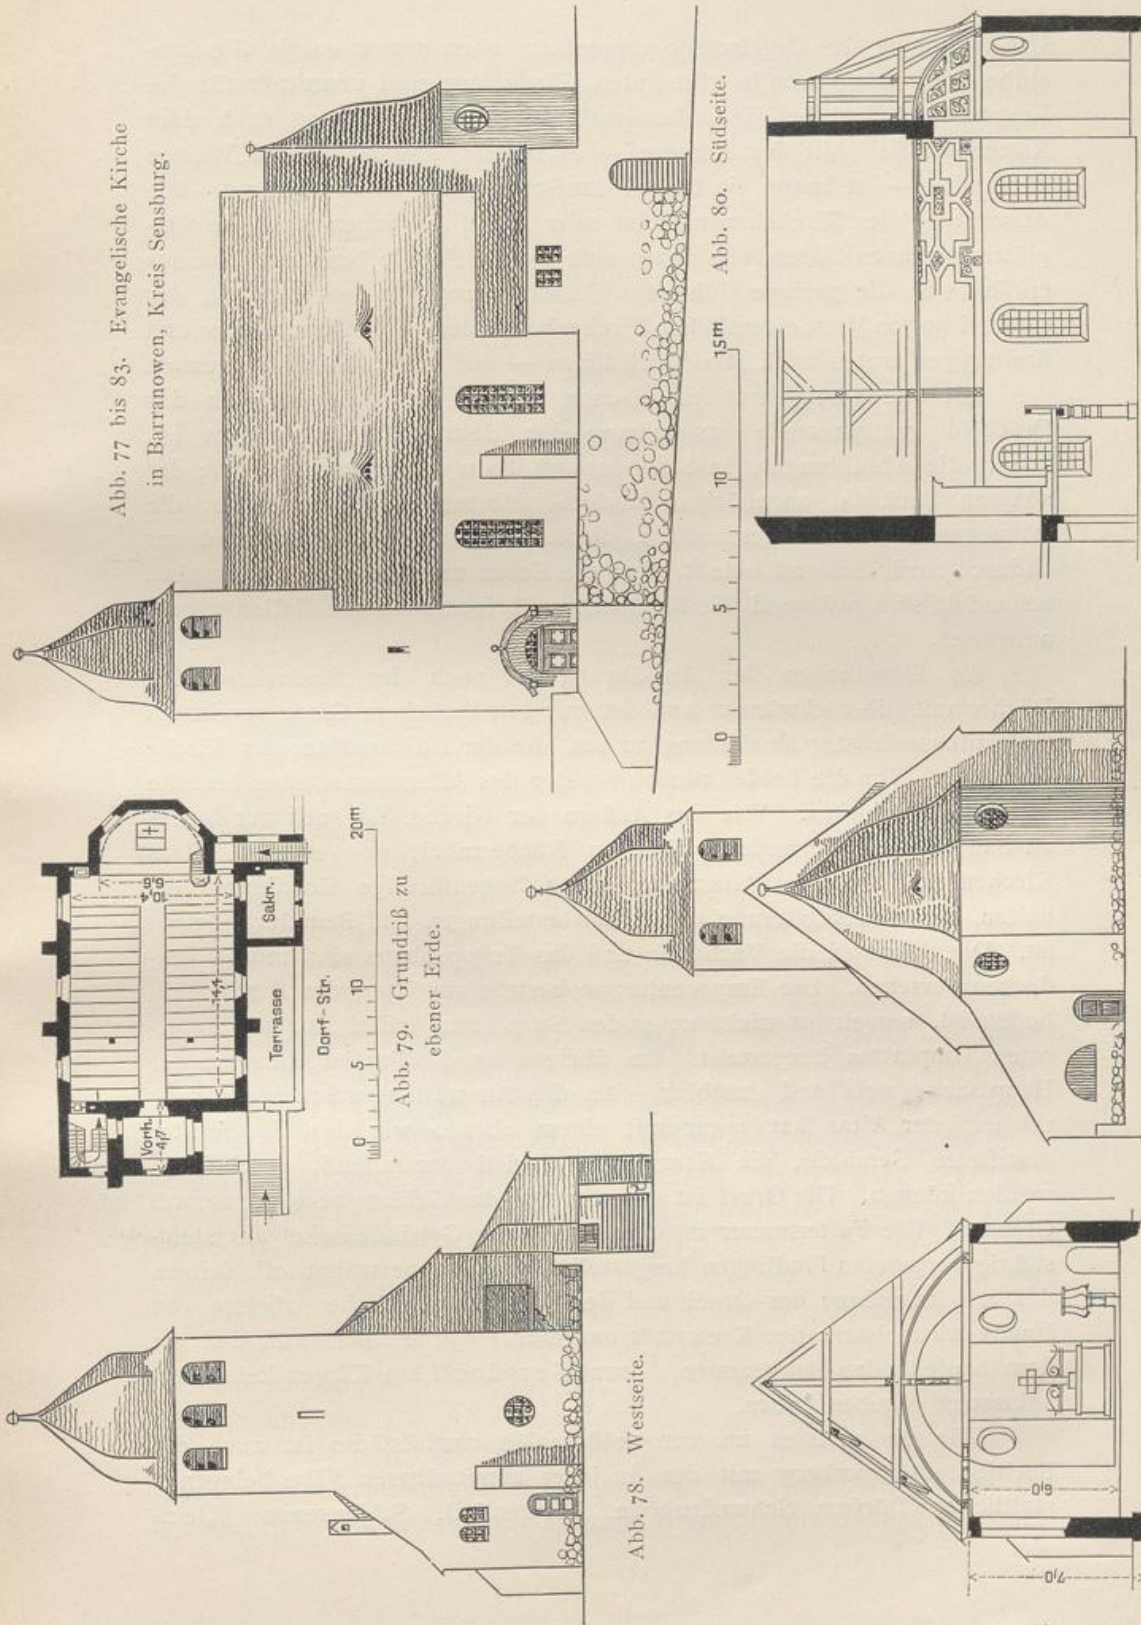 Abb. 77 bis 83. Evangelische Kirche
in Barranowen, Kreis Sensburg.
Abb. 78. Westseite.
Abb. 79. Grundriß zu
ebener Erde.
Abb. 80. Südseite.
0 5 10 15m
0 5 10 20m
Vorh.
4,7
14,4
10,4
6,6
Sakr.
Terrasse
Dorf-Str.
7,0
6,0